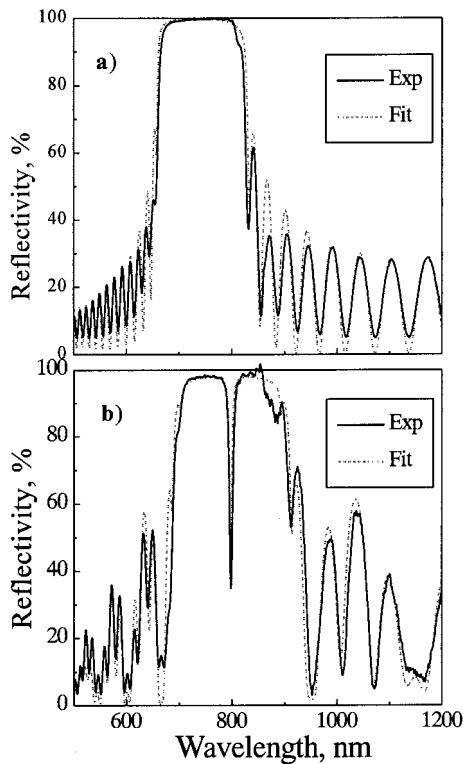 100
a)
Exp
Fit
80
60
40
20
0
Reflectivity, %
100
b)
Exp
Fit
80
60
40
20
0
Reflectivity, %
600
800
1000
1200
Wavelength, nm